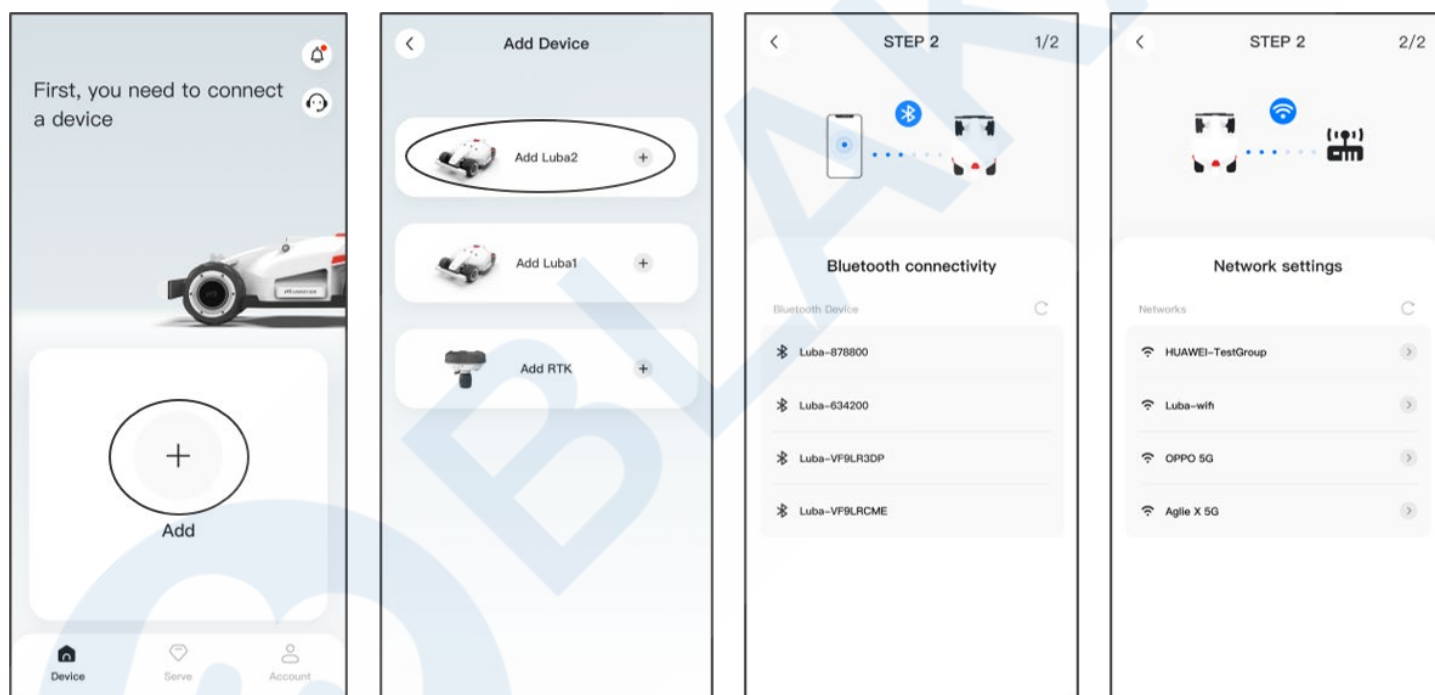 First, you need to connect
a device
Add
Device
Serve
Account
Add Device
Add Luba2
Add Luba1
Add RTK
STEP 2
1/2
Bluetooth connectivity
Bluetooth Device
Luba-878800
Luba-634200
Luba-VF9LR3DP
Luba-VF9LRCME
STEP 2
2/2
Network settings
Networks
HUAWEI-TestGroup
Luba-wifi
OPPO 5G
Aglie X 5G